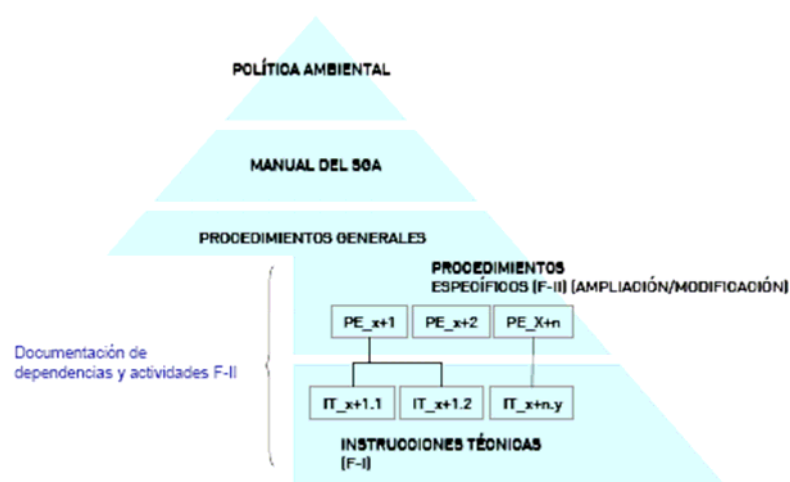 POLÍTICA AMBIENTAL
MANUAL DEL SGA
PROCEDIMIENTOS GENERALES
PROCEDIMIENTOS
ESPECÍFICOS (F-II) (AMPLIACIÓN/MODIFICACIÓN)
PE_x+1
PE_x+2
PE_X+n
Documentación de
dependencias y actividades F-II
IT_x+1.1
IT_x+1.2
IT_x+n.y
INSTRUCCIONES TÉCNICAS
(F-I)